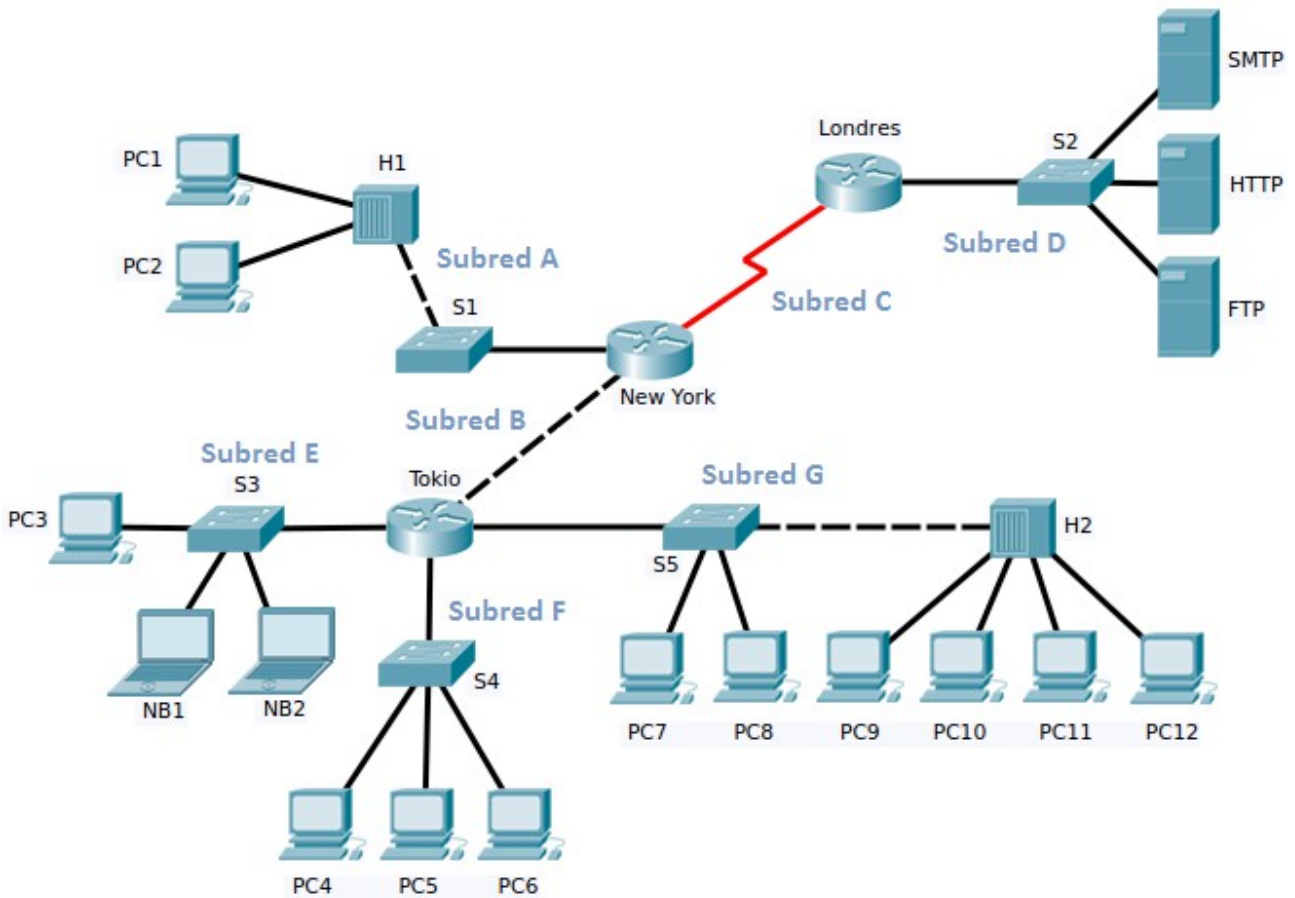 SMTP
Londres
S2
PC1
H1
HTTP
Subred D
Subred A
PC2
Subred C
S1
FTP
New York
Subred B
Subred E
Subred G
S3
Tokio
PC3
H2
S5
Subred F
S4
NB1
NB2
PC7
PC8
PC9
PC10
PC11
PC12
PC4
PC5
PC6